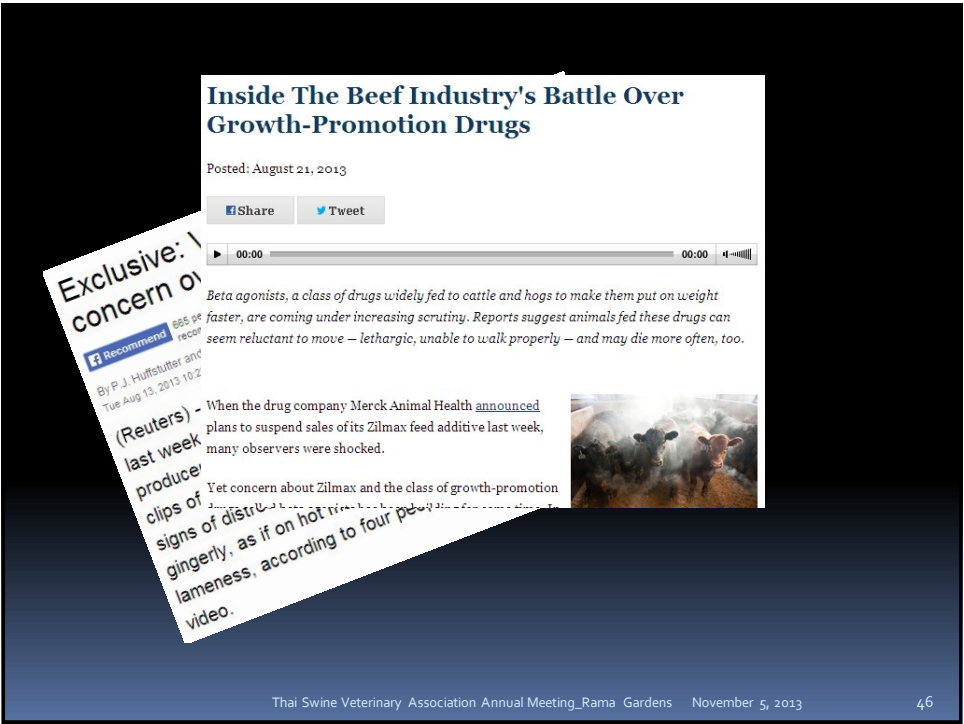 Inside The Beef Industry's Battle Over
Growth-Promotion Drugs
Posted: August 21, 2013
Share Tweet
00:00 00:00
Beta agonists, a class of drugs widely fed to cattle and hogs to make them put on weight
faster, are coming under increasing scrutiny. Reports suggest animals fed these drugs can
seem reluctant to move — lethargic, unable to walk properly — and may die more often, too.
When the drug company Merck Animal Health announced
plans to suspend sales of its Zilmax feed additive last week,
many observers were shocked.
Yet concern about Zilmax and the class of growth-promotion
Exclusive:
concern
Recommend
665
By P.J. Huffstutter and
Tue Aug 13, 2013
(Reuters) -
last week
clips of
signs of
gingerly, as if on hot
lameness, according to four
video.
Thai Swine Veterinary Association Annual Meeting_Rama Gardens November 5, 2013 46